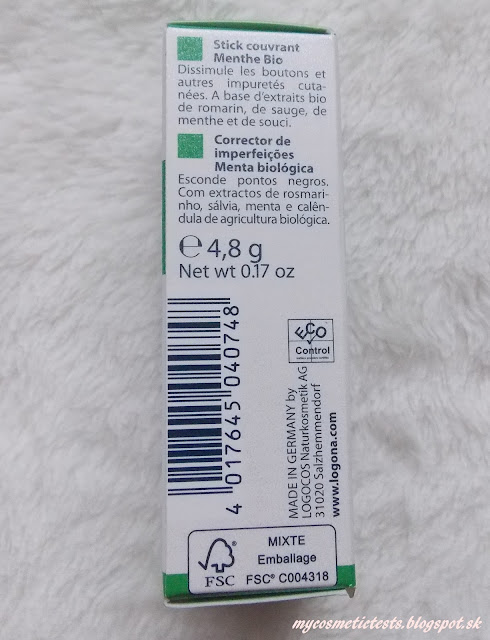 Stick couvrant
Menthe Bio
Dissimule les boutons et
autres impuretés cuta-
nées. A base d'extraits bio
de romarin, de sauge, de
menthe et de souci.
Corrector de
imperfeições
Menta biológica
Esconde pontos negros.
Com extractos de rosmari-
nho, sálvia, menta e calên-
dula de agricultura biológica.
℮ 4,8 g
Net wt 0.17 oz
4 017645 040748
ECO
Control
MADE IN GERMANY by
LOGOCOS Naturkosmetik AG
31020 Salzhemmendorf
www.logona.com
FSC
MIXTE
Emballage
FSC® C004318
mycosmetictests.blogspot.sk